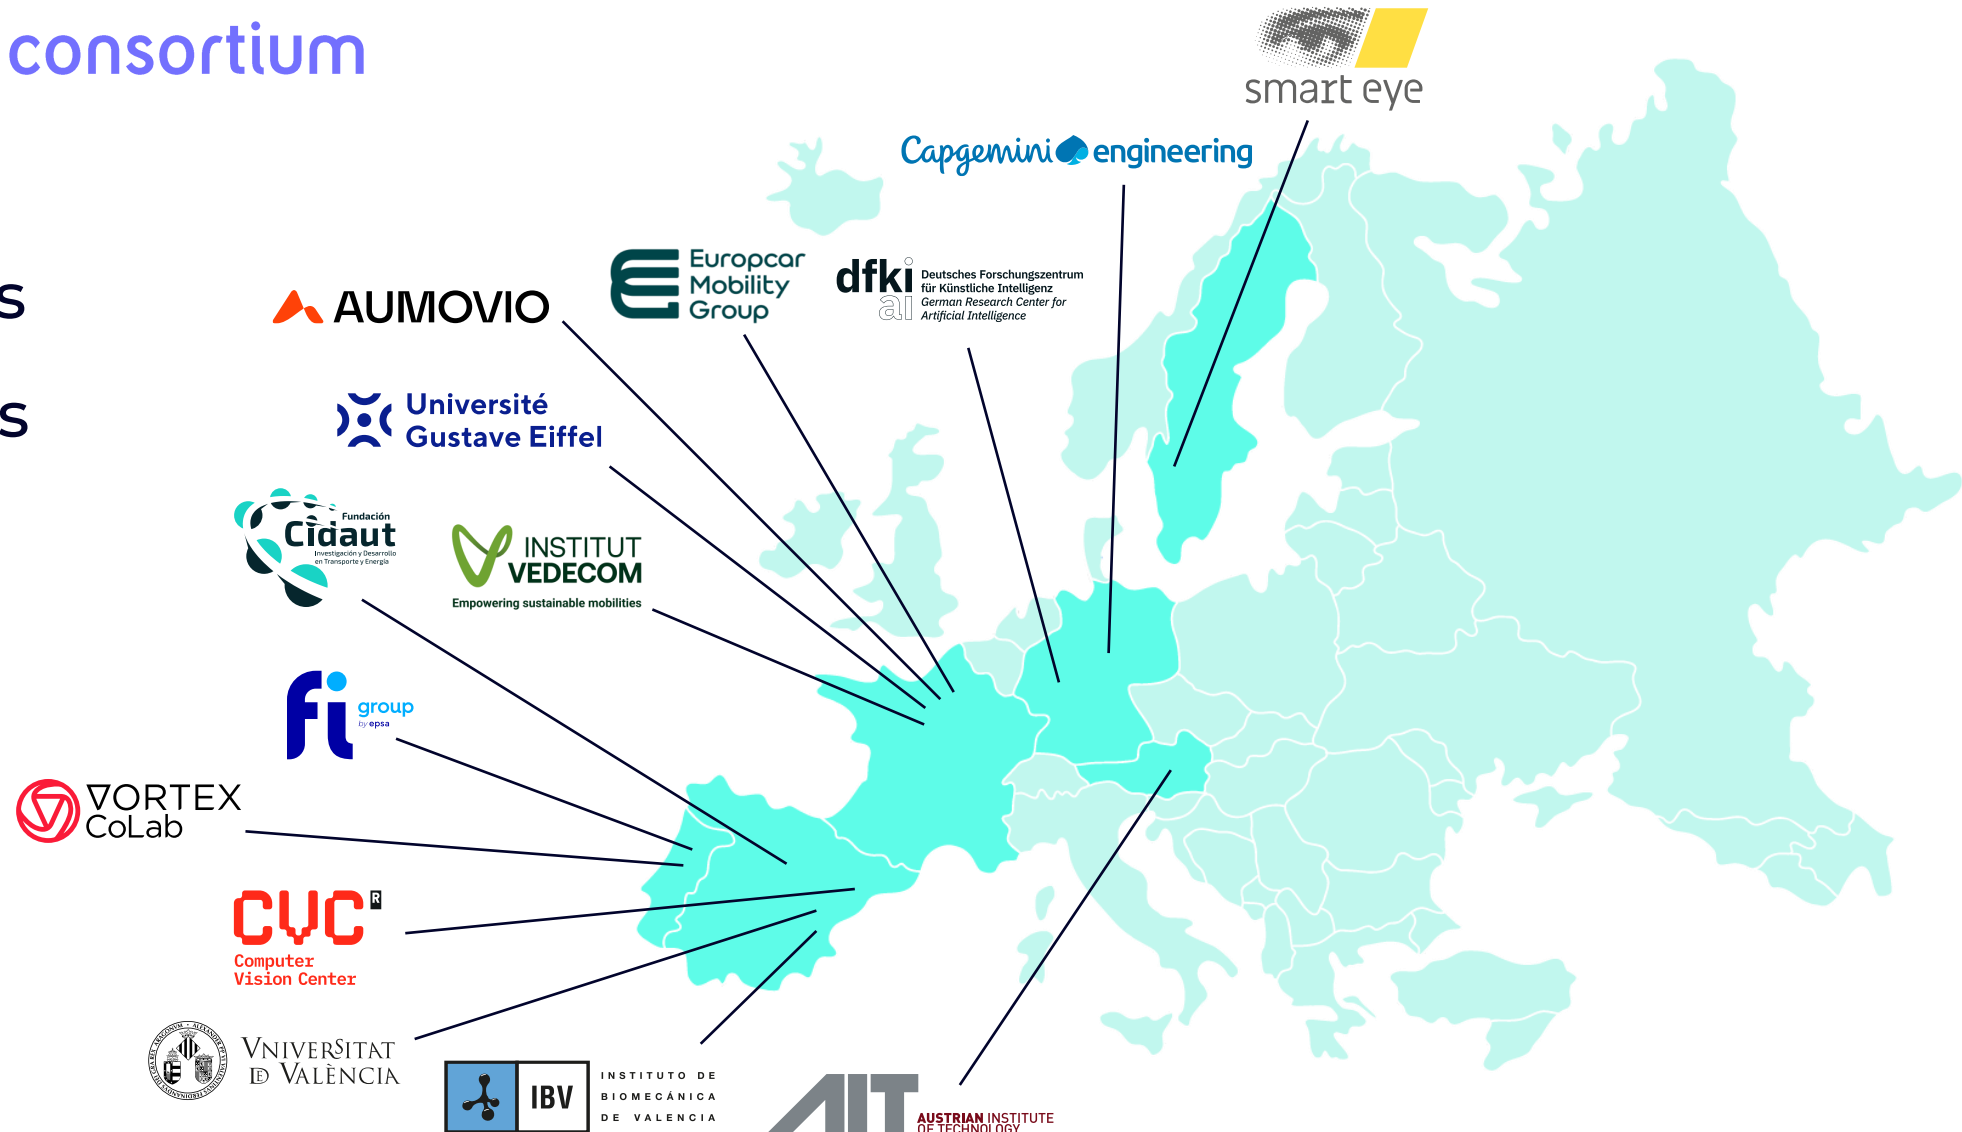 consortium
smart eye
Capgemini engineering
s
s
AUMOVIO
Europcar
Mobility
Group
dfki
ai
Deutsches Forschungszentrum
für Künstliche Intelligenz
German Research Center for
Artificial Intelligence
Université
Gustave Eiffel
Fundación
Cidaut
Investigación y Desarrollo
en Transporte y Energía
INSTITUT
VEDECOM
Empowering sustainable mobilities
fi group
by epsa
VORTEX
CoLab
CVC R
Computer
Vision Center
VNIVERSITAT
ID VALÈNCIA
IBV
INSTITUTO DE
BIOMECÁNICA
DE VALENCIA
AIT
AUSTRIAN INSTITUTE
OF TECHNOLOGY